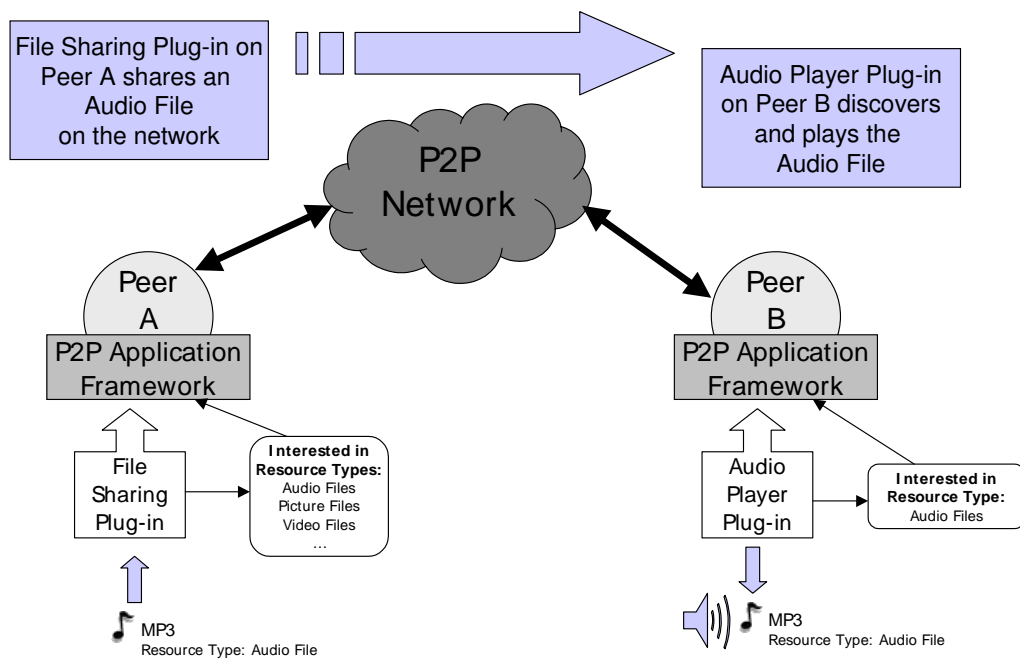 File Sharing Plug-in on
Peer A shares an
Audio File
on the network
Audio Player Plug-in
on Peer B discovers
and plays the
Audio File
P2P
Network
Peer
A
P2P Application
Framework
Peer
B
P2P Application
Framework
File
Sharing
Plug-in
Interested in
Resource Types:
Audio Files
Picture Files
Video Files
...
Audio
Player
Plug-in
Interested in
Resource Type:
Audio Files
MP3
Resource Type: Audio File
MP3
Resource Type: Audio File